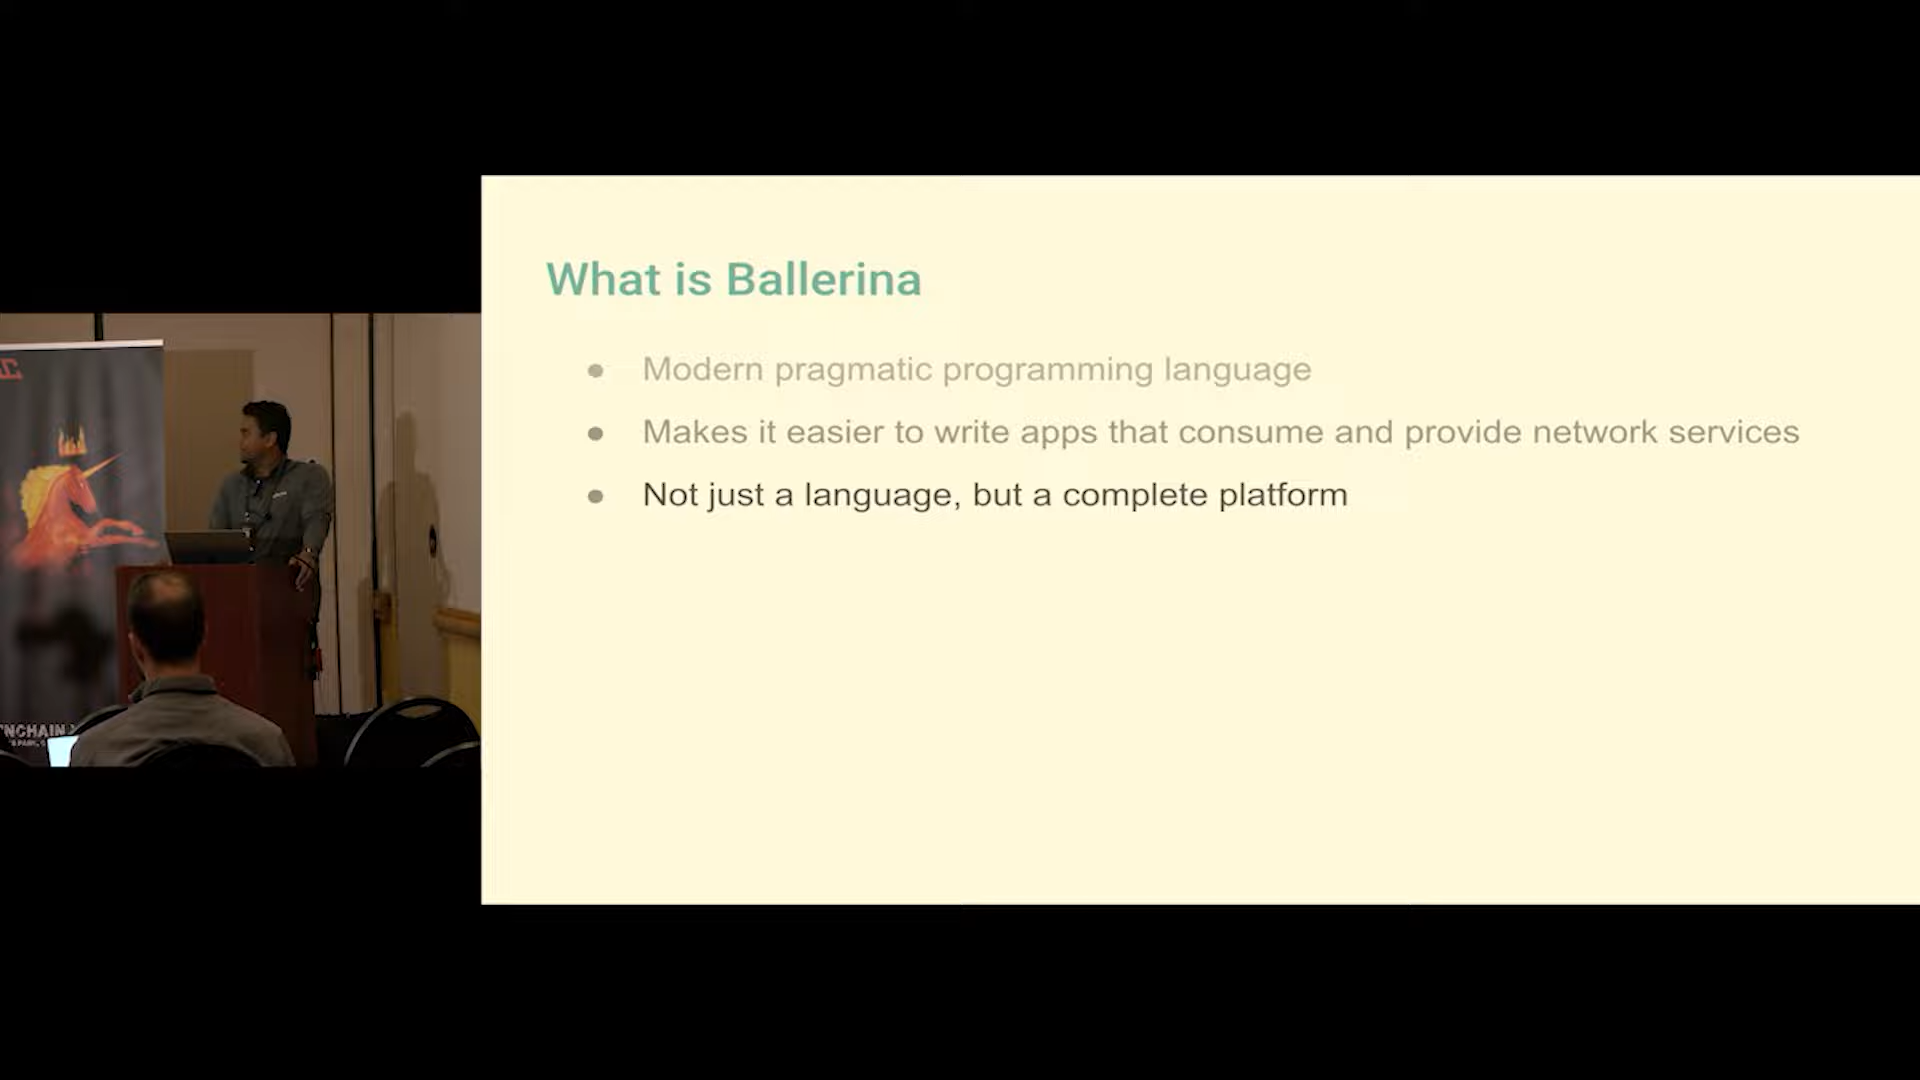 What is Ballerina
Modern pragmatic programming language
Makes it easier to write apps that consume and provide network services
Not just a language, but a complete platform